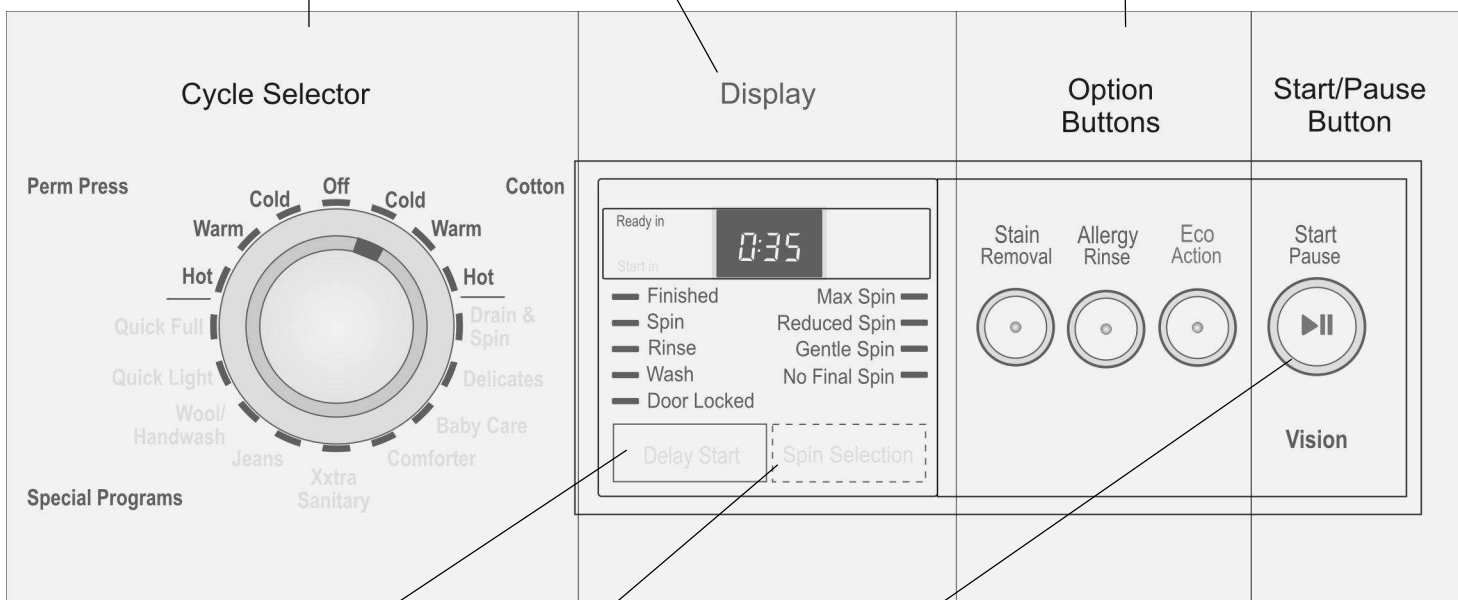 Cycle Selector
Display
Option
Buttons
Start/Pause
Button
Perm Press
Cotton
Off
Cold
Cold
Warm
Warm
Hot
Hot
Quick Full
Drain &
Spin
Quick Light
Delicates
Wool/
Handwash
Baby Care
Jeans
Comforter
Xxtra
Sanitary
Special Programs
Ready in
0:35
Start in
Finished
Spin
Rinse
Wash
Door Locked
Max Spin
Reduced Spin
Gentle Spin
No Final Spin
Delay Start
Spin Selection
Stain
Removal
Allergy
Rinse
Eco
Action
Start
Pause
Vision